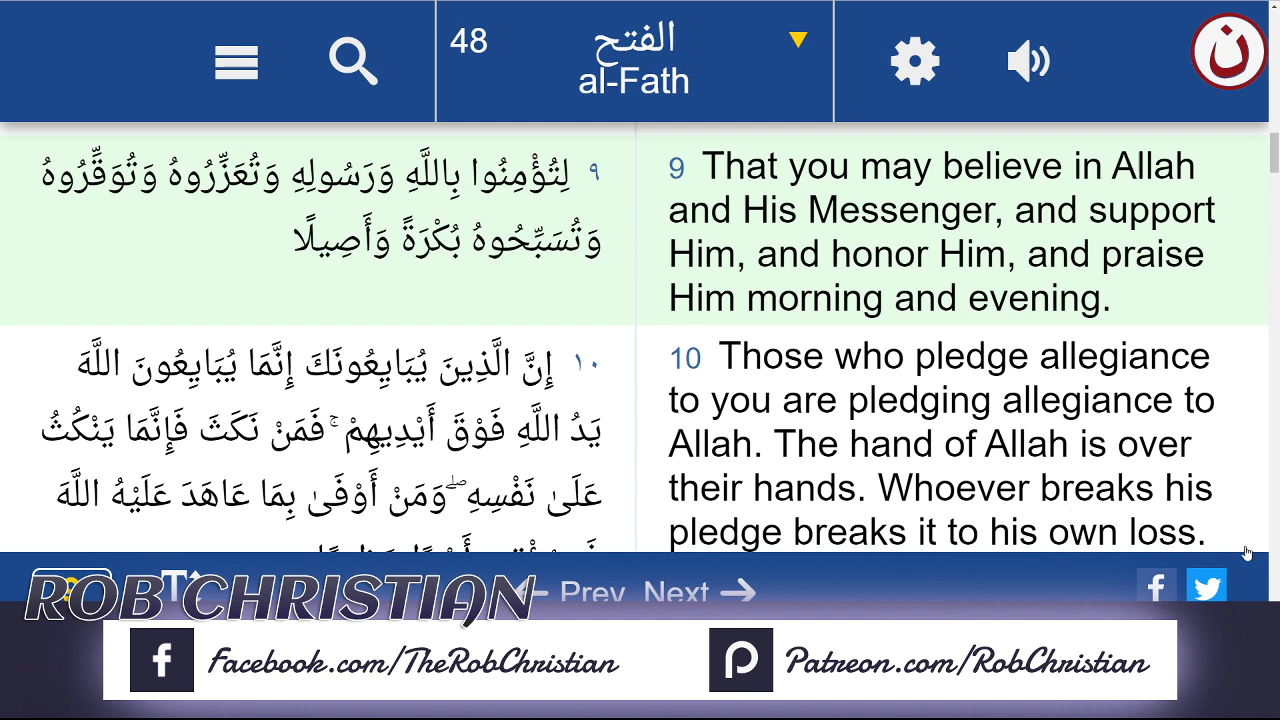 48
الفتح
al-Fath
ن
٩ لِتُؤْمِنُوا بِاللَّهِ وَرَسُولِهِ وَتُعَزِّرُوهُ وَتُوَقِّرُوهُ
وَتُسَبِّحُوهُ بُكْرَةً وَأَصِيلًا
9 That you may believe in Allah
and His Messenger, and support
Him, and honor Him, and praise
Him morning and evening.
١٠ إِنَّ الَّذِينَ يُبَايِعُونَكَ إِنَّمَا يُبَايِعُونَ اللَّهَ
يَدُ اللَّهِ فَوْقَ أَيْدِيهِمْ ۚ فَمَنْ نَكَثَ فَإِنَّمَا يَنْكُثُ
عَلَىٰ نَفْسِهِ ۖ وَمَنْ أَوْفَىٰ بِمَا عَاهَدَ عَلَيْهُ اللَّهَ
10 Those who pledge allegiance
to you are pledging allegiance to
Allah. The hand of Allah is over
their hands. Whoever breaks his
pledge breaks it to his own loss.
Prev Next
ROB CHRISTIAN
Facebook.com/TheRobChristian
Patreon.com/RobChristian